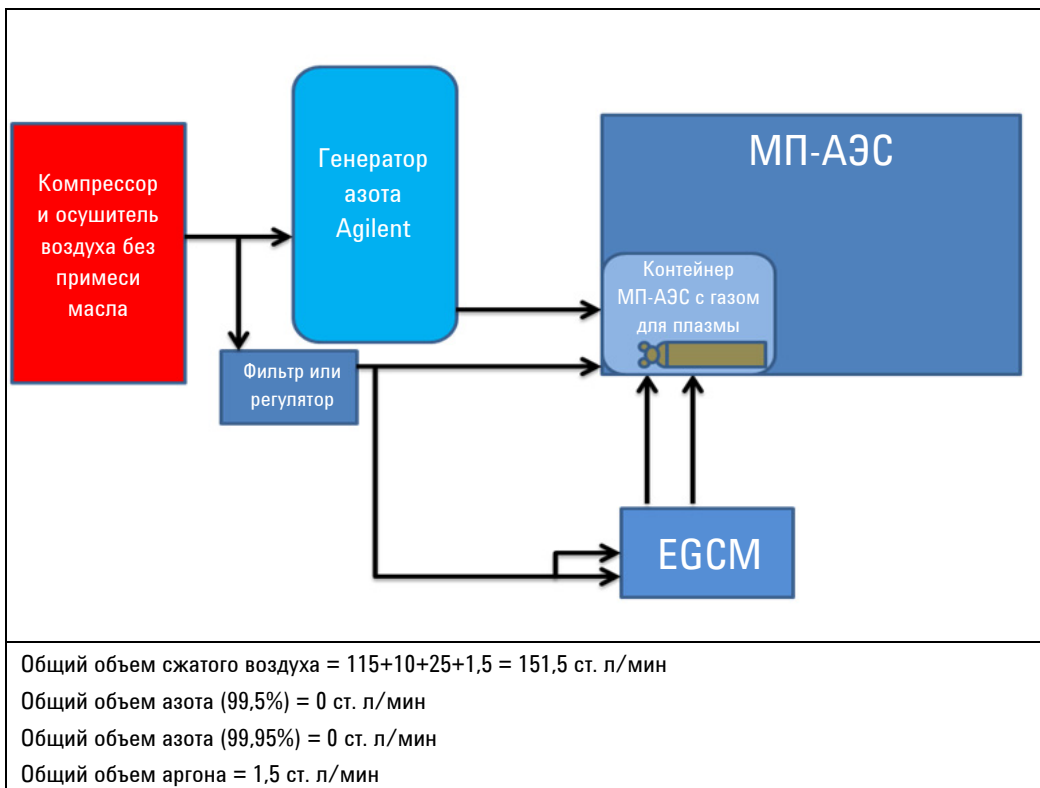 Компрессор
и осушитель
воздуха без
примеси
масла
Генератор
азота
Agilent
МП-АЭС
Контейнер
МП-АЭС с газом
для плазмы
Фильтр или
регулятор
EGCM
Общий объем сжатого воздуха = 115+10+25+1,5 = 151,5 ст. л/мин
Общий объем азота (99,5%) = 0 ст. л/мин
Общий объем азота (99,95%) = 0 ст. л/мин
Общий объем аргона = 1,5 ст. л/мин